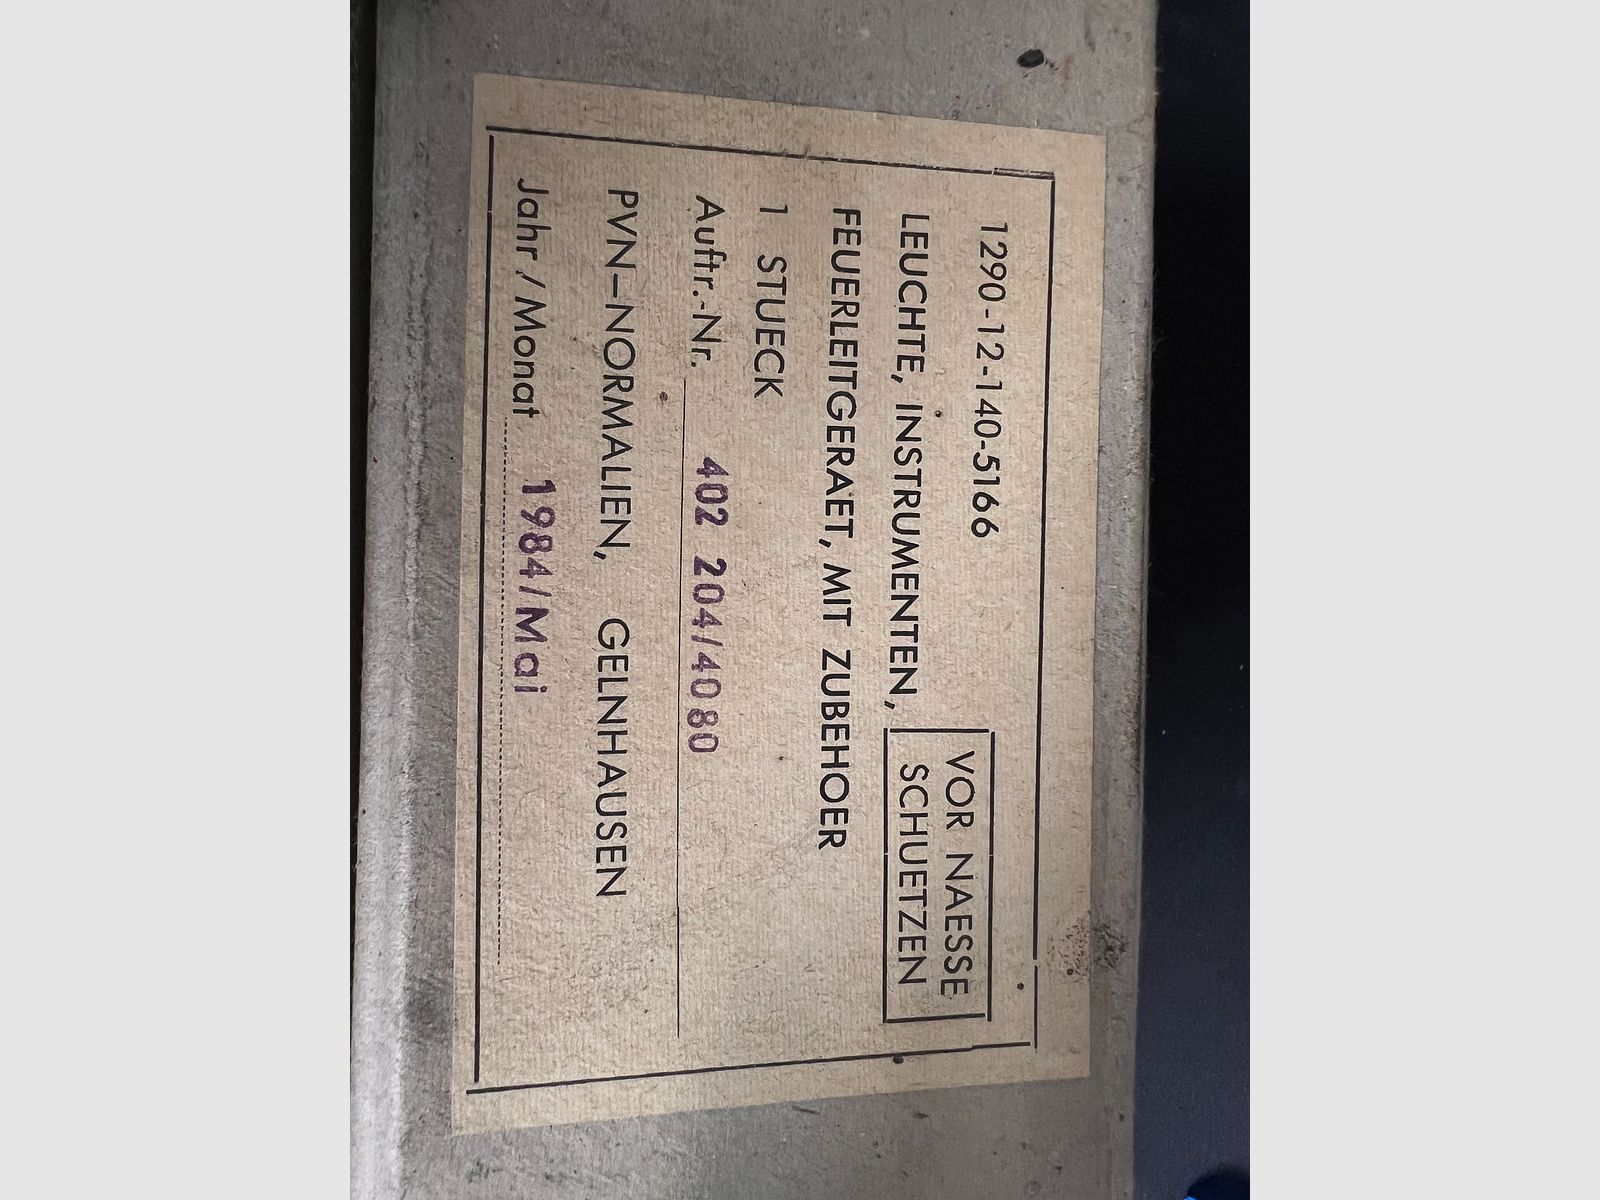 1290-12-140-5166
VOR NAESSE
SCHUETZEN
LEUCHTE, INSTRUMENTEN,
FEUERLEITGERAET, MIT ZUBEHOER
1 STUECK
Auftr.-Nr. 402 204/4080
PVN-NORMALIEN, GELNHAUSEN
Jahr / Monat 1984/Mai